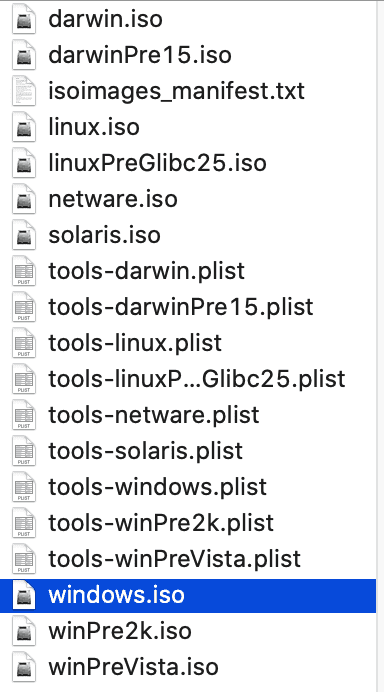 darwin.iso
darwinPre15.iso
isoimages_manifest.txt
linux.iso
linuxPreGlibc25.iso
netware.iso
solaris.iso
tools-darwin.plist
tools-darwinPre15.plist
tools-linux.plist
tools-linuxP...Glibc25.plist
tools-netware.plist
tools-solaris.plist
tools-windows.plist
tools-winPre2k.plist
tools-winPreVista.plist
windows.iso
winPre2k.iso
winPreVista.iso